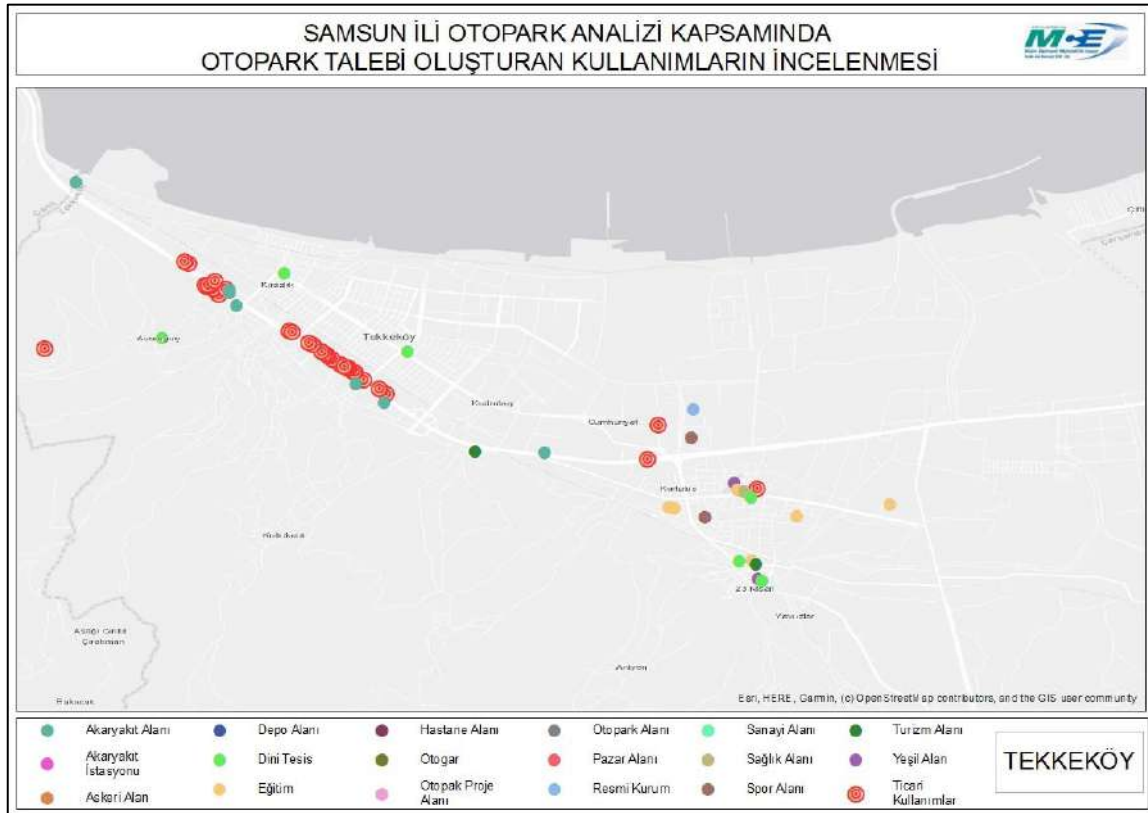 SAMSUN İLİ OTOPARK ANALİZİ KAPSAMINDA
OTOPARK TALEBİ OLUŞTURAN KULLANIMLARIN İNCELENMESİ
MCE
Tekkeköy
Cumhuriyet
23 Nisan
Esri, HERE, Garmin, (c) OpenStreetMap contributors, and the GIS user community
Akaryakıt Alanı
Depo Alanı
Hastane Alanı
Otopark Alanı
Sanayi Alanı
Turizm Alanı
Akaryakıt
İstasyonu
Dini Tesis
Otogar
Pazar Alanı
Sağlık Alanı
Yeşil Alan
Askeri Alan
Eğitim
Otopak Proje
Alanı
Resmi Kurum
Spor Alanı
Ticari
Kullanımlar
TEKKEKÖY